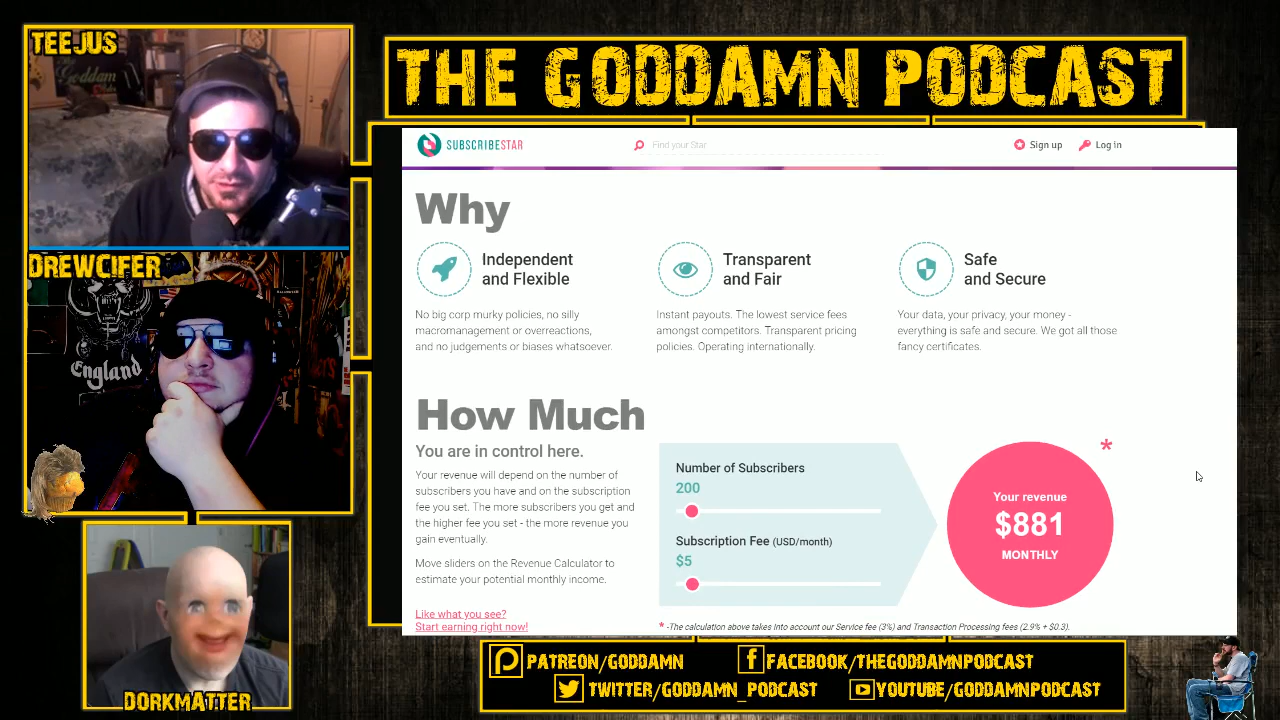 TEEJUS
THE GODDAMN PODCAST
SUBSCRIBESTAR
Find your Star
Sign up
Log in
Why
Independent
and Flexible
No big corp murky policies, no silly
macromanagement or overreactions,
and no judgements or biases whatsoever.
Transparent
and Fair
Instant payouts. The lowest service fees
amongst competitors. Transparent pricing
policies. Operating internationally.
Safe
and Secure
Your data, your privacy, your money -
everything is safe and secure. We got all those
fancy certificates.
DREWCIFER
England
How Much
You are in control here.
Your revenue will depend on the number of
subscribers you have and on the subscription
fee you set. The more subscribers you get and
the higher fee you set - the more revenue you
gain eventually.
Move sliders on the Revenue Calculator to
estimate your potential monthly income.
Like what you see?
Start earning right now!
Number of Subscribers
200
Subscription Fee (USD/month)
$5
*
Your revenue
$881
MONTHLY
* -The calculation above takes into account our Service fee (3%) and Transaction Processing fees (2.9% + $0.3).
DORKMATTER
PATREON/GODDAMN
FACEBOOK/THEGODDAMNPODCAST
TWITTER/GODDAMN_PODCAST
YOUTUBE/GODDAMNPODCAST